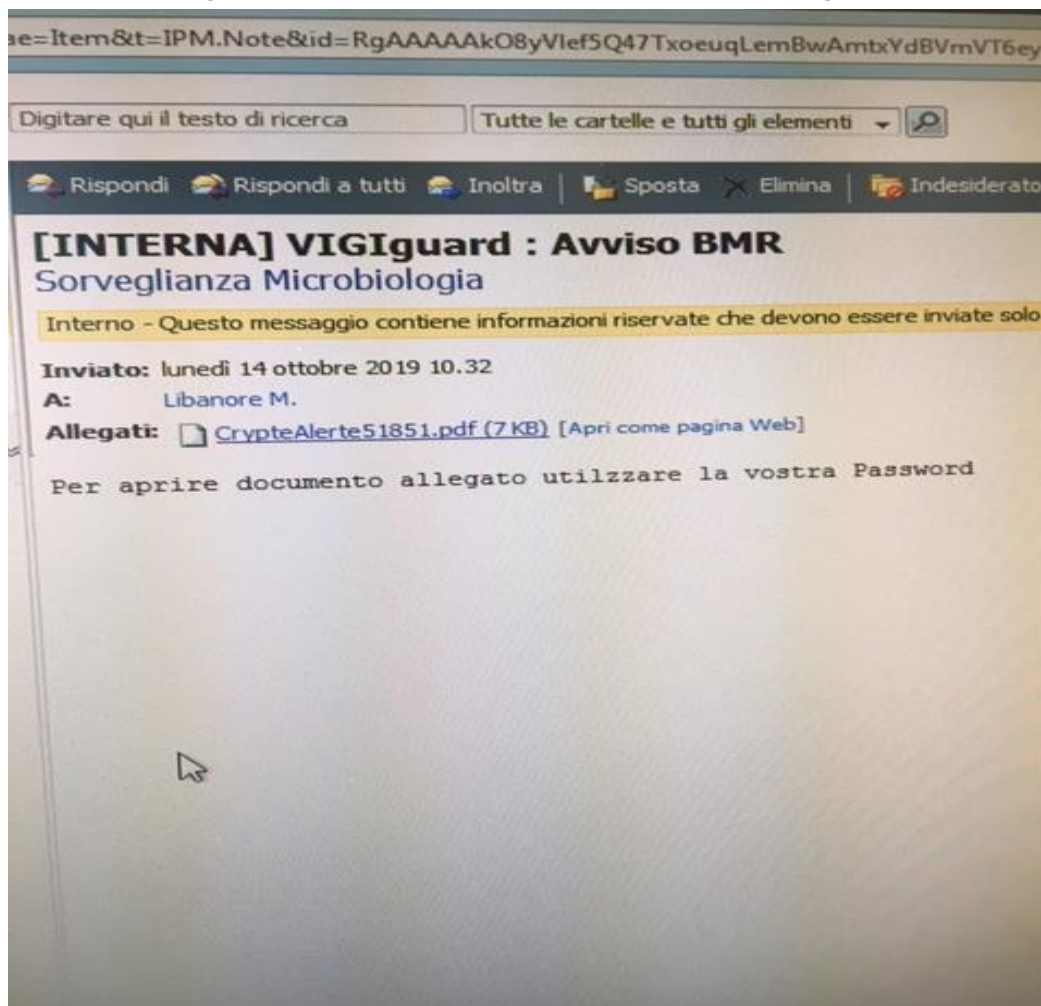 ae=Item&t=IPM.Note&id=RgAAAAAkO8yVlef5Q47TxoeuqLemBwAmtxYdBVmVT6ey
Digitare qui il testo di ricerca Tutte le cartelle e tutti gli elementi
Rispondi Rispondi a tutti Inoltra Sposta Elimina Indesiderato
[INTERNA] VIGIguard : Avviso BMR
Sorveglianza Microbiologia
Interno - Questo messaggio contiene informazioni riservate che devono essere inviate solo
Inviato: lunedì 14 ottobre 2019 10.32
A: Libanore M.
Allegati: CrypteAlerte51851.pdf (7 KB) [Apri come pagina Web]
Per aprire documento allegato utilzzare la vostra Password